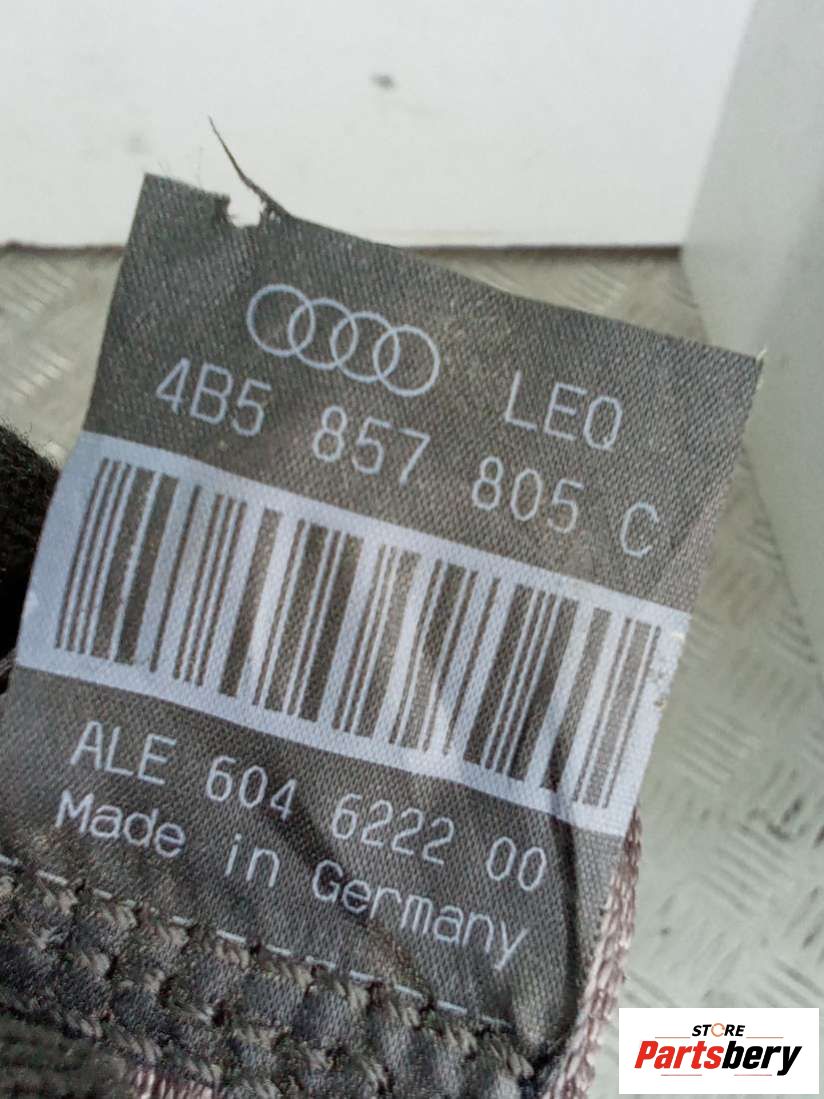 LEQ
4B5 857 805 C
ALE 604 6222 00
Made in Germany
STORE
Partsbery